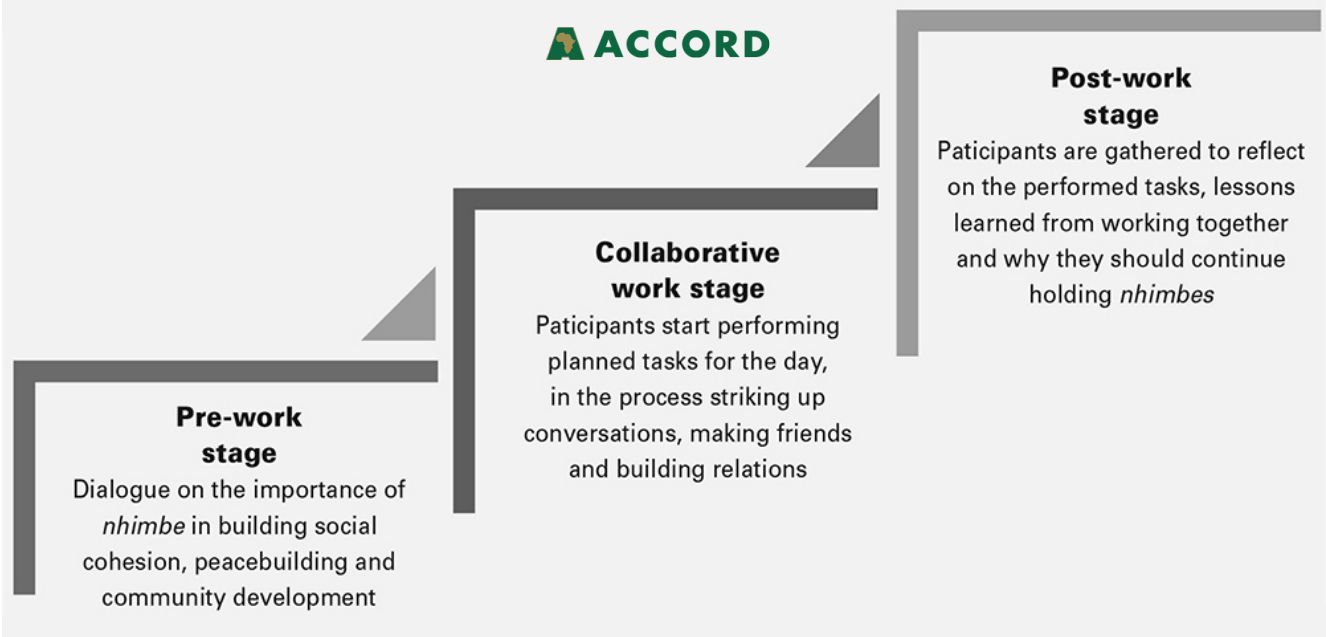 ACCORD
Pre-work
stage
Dialogue on the importance of
nhimbe in building social
cohesion, peacebuilding and
community development
Collaborative
work stage
Paticipants start performing
planned tasks for the day,
in the process striking up
conversations, making friends
and building relations
Post-work
stage
Paticipants are gathered to reflect
on the performed tasks, lessons
learned from working together
and why they should continue
holding nhimbes